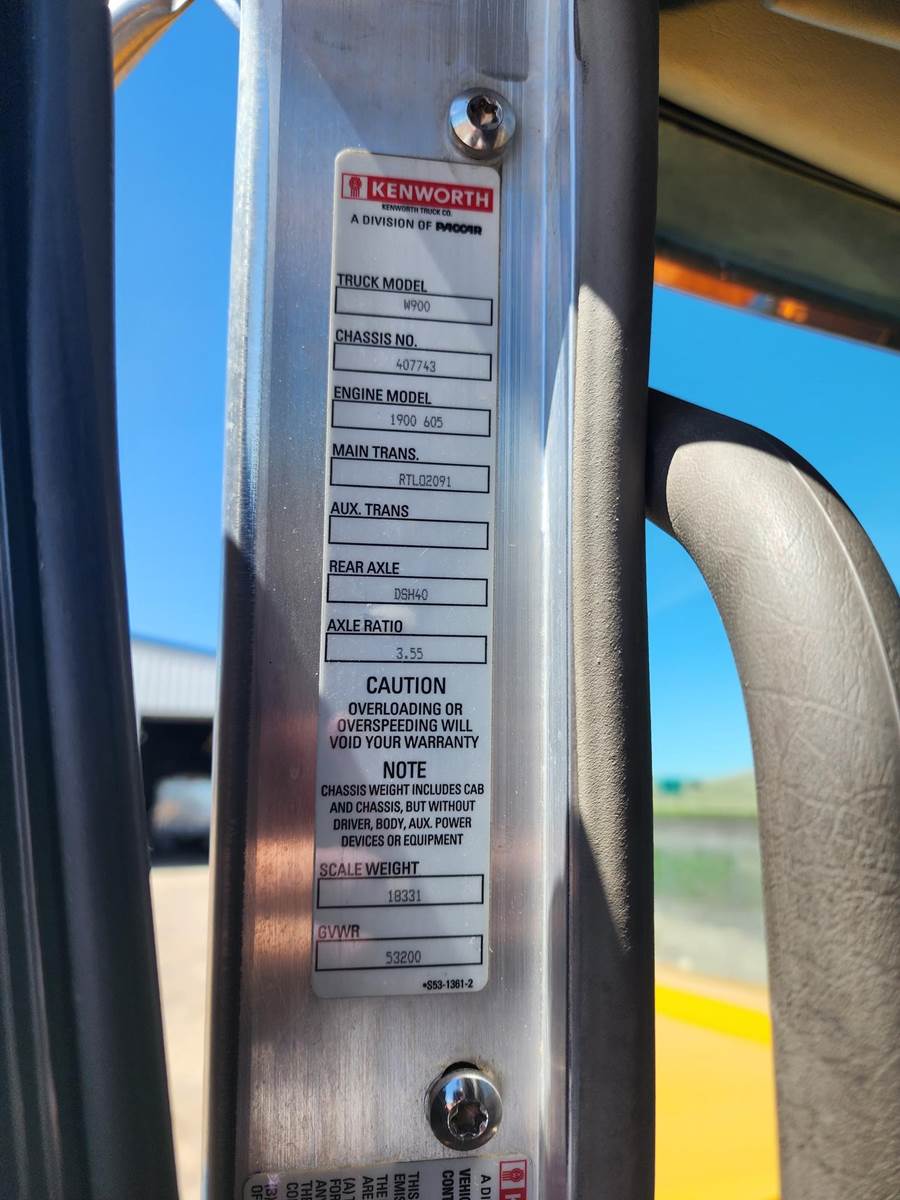 KENWORTH
KENWORTH TRUCK CO.
A DIVISION OF PACCAR
TRUCK MODEL
W900
CHASSIS NO.
407743
ENGINE MODEL
1900 605
MAIN TRANS.
RTLO2091
AUX. TRANS
REAR AXLE
DSH40
AXLE RATIO
3.55
CAUTION
OVERLOADING OR
OVERSPEEDING WILL
VOID YOUR WARRANTY
NOTE
CHASSIS WEIGHT INCLUDES CAB
AND CHASSIS, BUT WITHOUT
DRIVER, BODY, AUX. POWER
DEVICES OR EQUIPMENT
SCALE WEIGHT
18331
GVWR
53200
*S53-1361-2